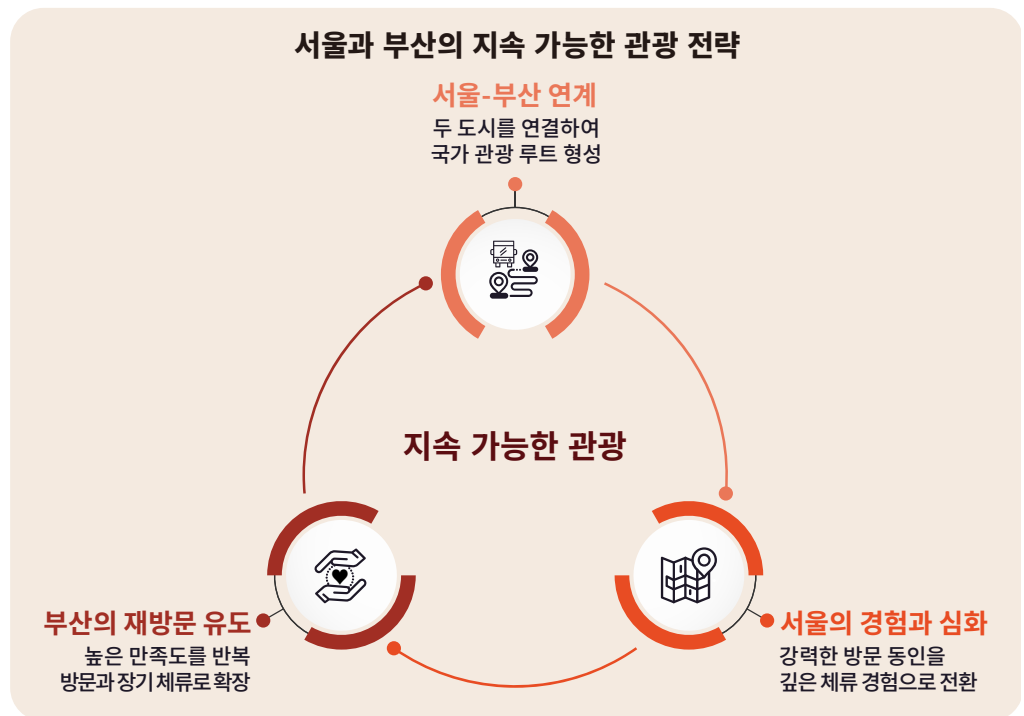 서울과 부산의 지속 가능한 관광 전략
서울-부산 연계
두 도시를 연결하여
국가 관광 루트 형성
지속 가능한 관광
부산의 재방문 유도
높은 만족도를 반복
방문과 장기 체류로 확장
서울의 경험과 심화
강력한 방문 동인을
깊은 체류 경험으로 전환